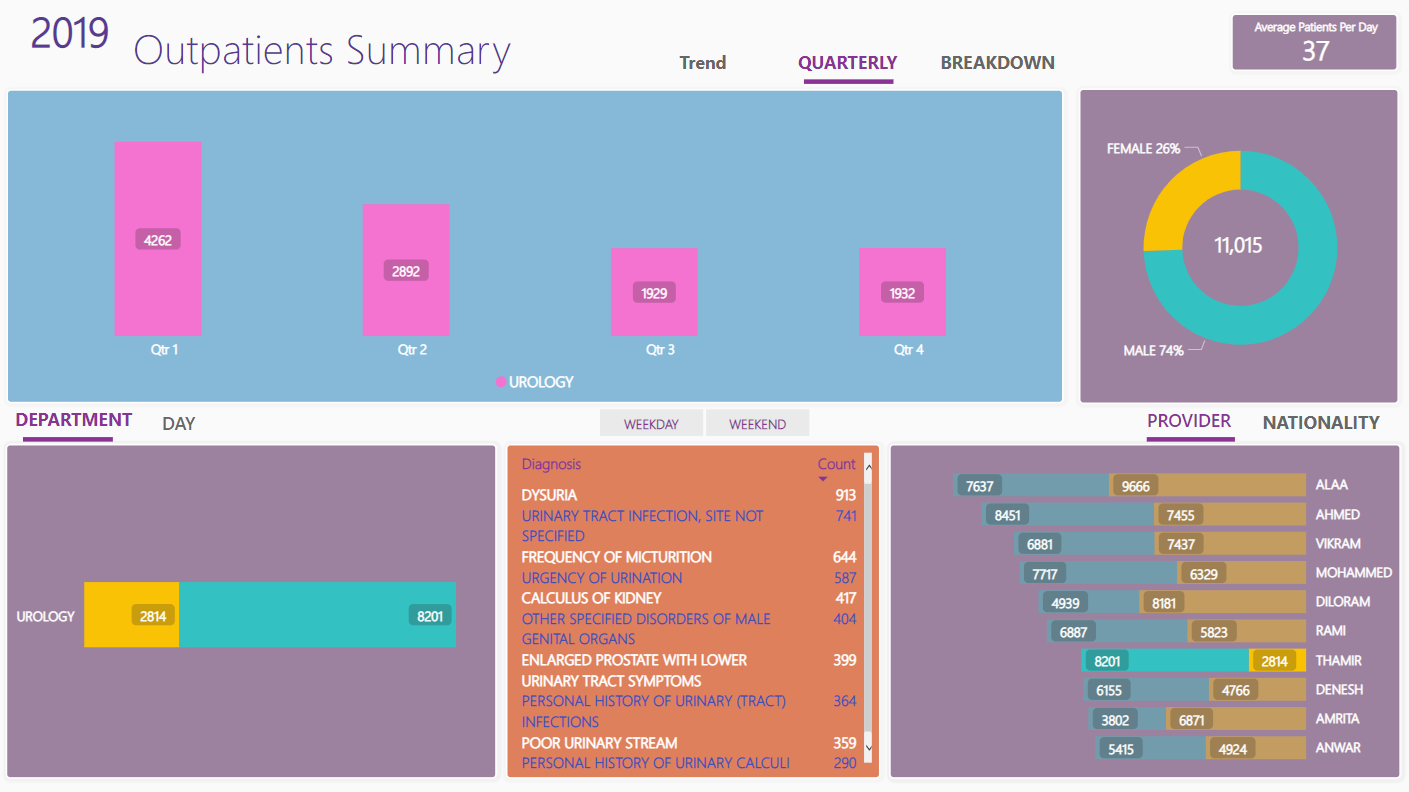 2019
Outpatients Summary
Trend
QUARTERLY
BREAKDOWN
Average Patients Per Day
37
4262
2892
1929
1932
Qtr 1
Qtr 2
Qtr 3
Qtr 4
UROLOGY
FEMALE 26%
11,015
MALE 74%
DEPARTMENT
DAY
WEEKDAY
WEEKEND
PROVIDER
NATIONALITY
UROLOGY
2814
8201
Diagnosis Count
DYSURIA 913
URINARY TRACT INFECTION, SITE NOT 741
SPECIFIED
FREQUENCY OF MICTURITION 644
URGENCY OF URINATION 587
CALCULUS OF KIDNEY 417
OTHER SPECIFIED DISORDERS OF MALE 404
GENITAL ORGANS
ENLARGED PROSTATE WITH LOWER 399
URINARY TRACT SYMPTOMS
PERSONAL HISTORY OF URINARY (TRACT) 364
INFECTIONS
POOR URINARY STREAM 359
PERSONAL HISTORY OF URINARY CALCULI 290
7637 9666 ALAA
8451 7455 AHMED
6881 7437 VIKRAM
7717 6329 MOHAMMED
4939 8181 DILORAM
6887 5823 RAMI
8201 2814 THAMIR
6155 4766 DENESH
3802 6871 AMRITA
5415 4924 ANWAR